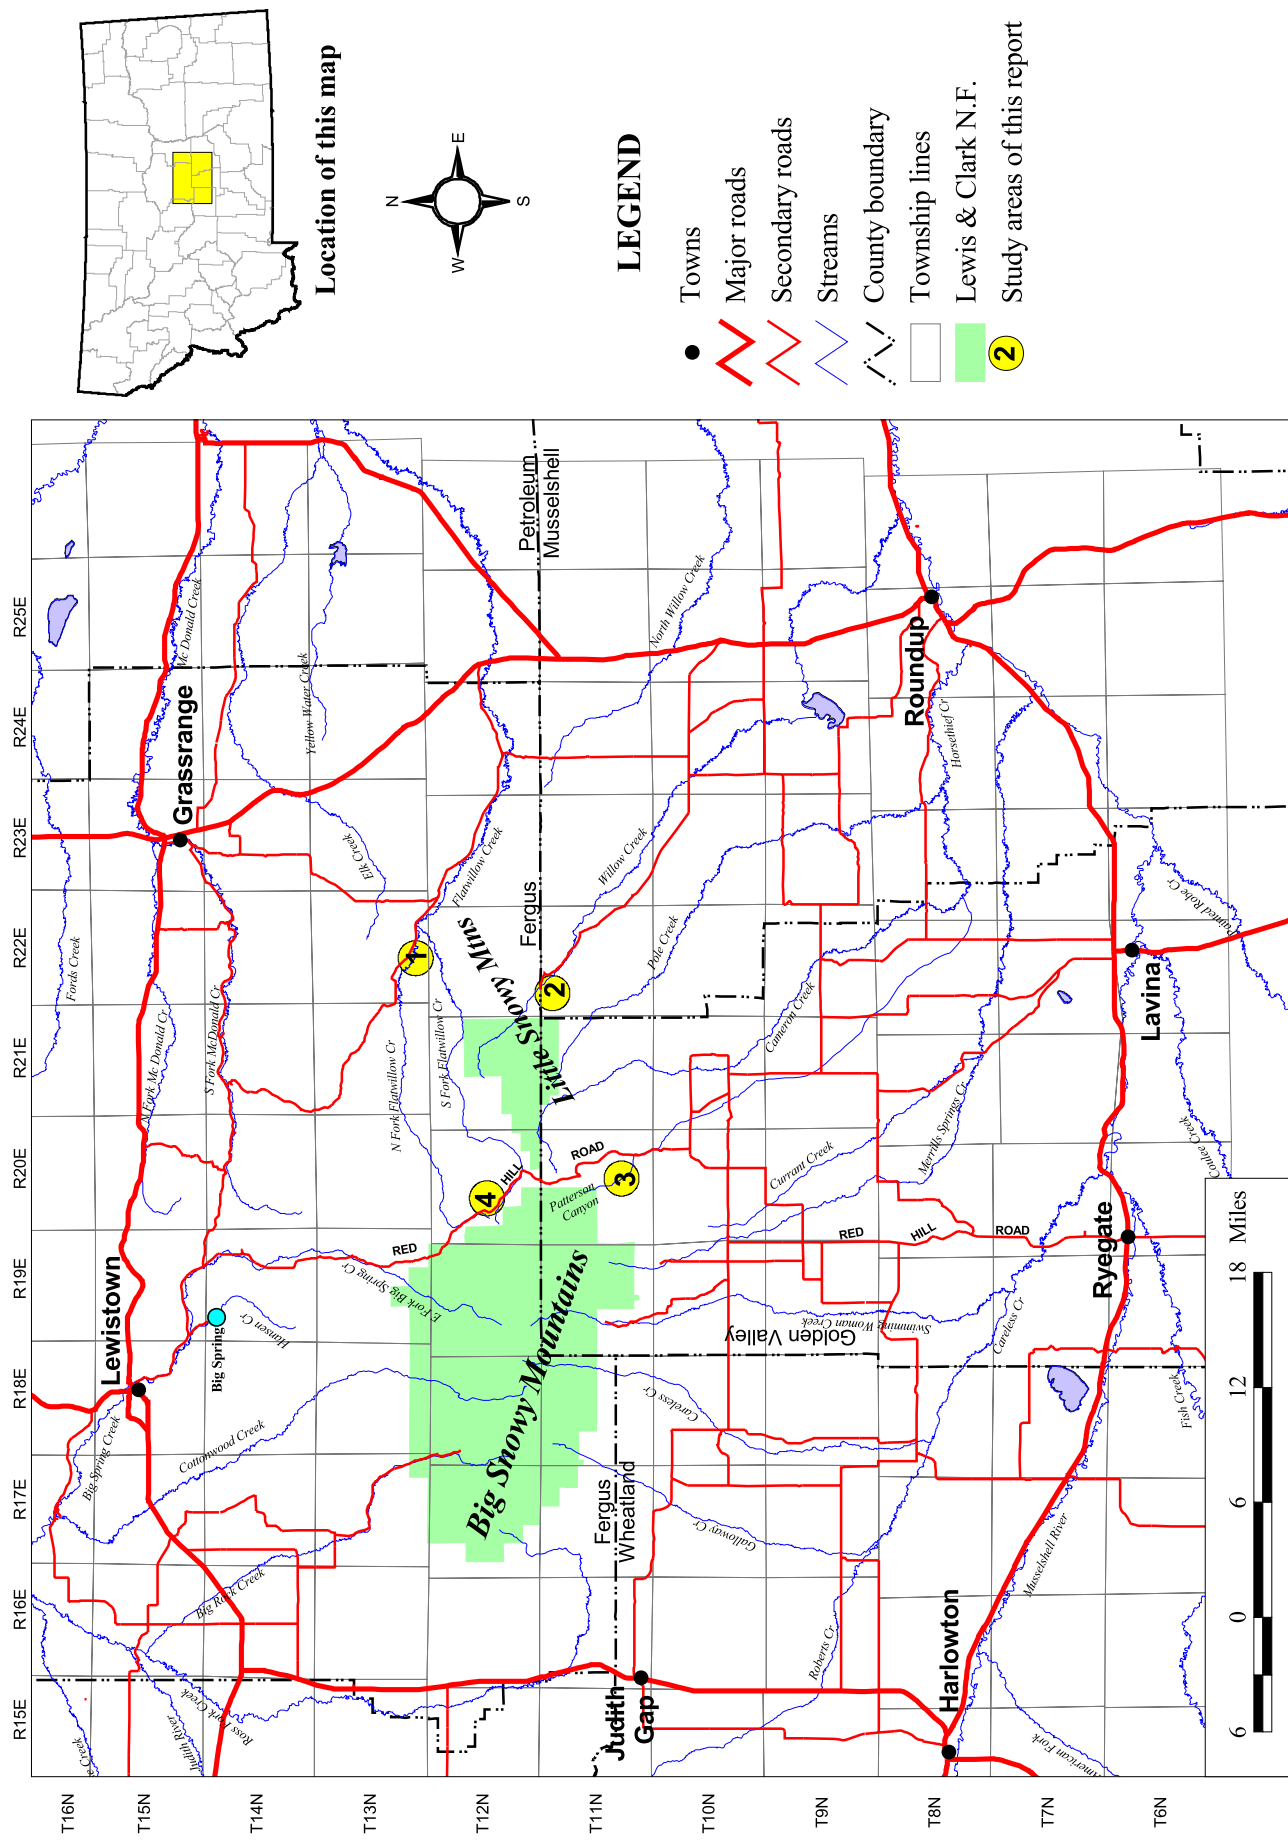 Location of this map
N
W
E
S
LEGEND
Towns
Major roads
Secondary roads
Streams
County boundary
Township lines
Lewis & Clark N.F.
2
Study areas of this report
R15E
R16E
R17E
R18E
R19E
R20E
R21E
R22E
R23E
R24E
R25E
T16N
T15N
T14N
T13N
T12N
T11N
T10N
T9N
T8N
T7N
T6N
Lewistown
Grassrange
Roundup
Lavina
Ryegate
Harlowton
Judith
Gap
Big Spring
Big Snowy Mountains
Little Snowy Mtns
Petroleum
Musselshell
Fergus
Fergus
Wheatland
Golden Valley
1
2
3
4
RED
HILL
ROAD
RED
HILL
ROAD
Patterson
Canyon
Fords Creek
Mc Donald Creek
Yellow Water Creek
Elk Creek
N Fork Mc Donald Cr
S Fork McDonald Cr
N Fork Flatwillow Cr
S Fork Flatwillow Cr
Flatwillow Creek
North Willow Creek
Willow Creek
Pole Creek
Horsethief Cr
Painted Robe Cr
Cameron Creek
Currant Creek
Merrills Springs Cr
Coulee Creek
E Fork Big Spring Cr
Hansen Cr
Big Spring Creek
Cottonwood Creek
Big Rock Creek
Ross Fork Creek
Judith River
Creek
Swimming Woman Creek
Careless Cr
Careless Cr
Galloway Cr
Roberts Cr
Musselshell River
Fish Creek
American Fork
6
0
6
12
18
Miles